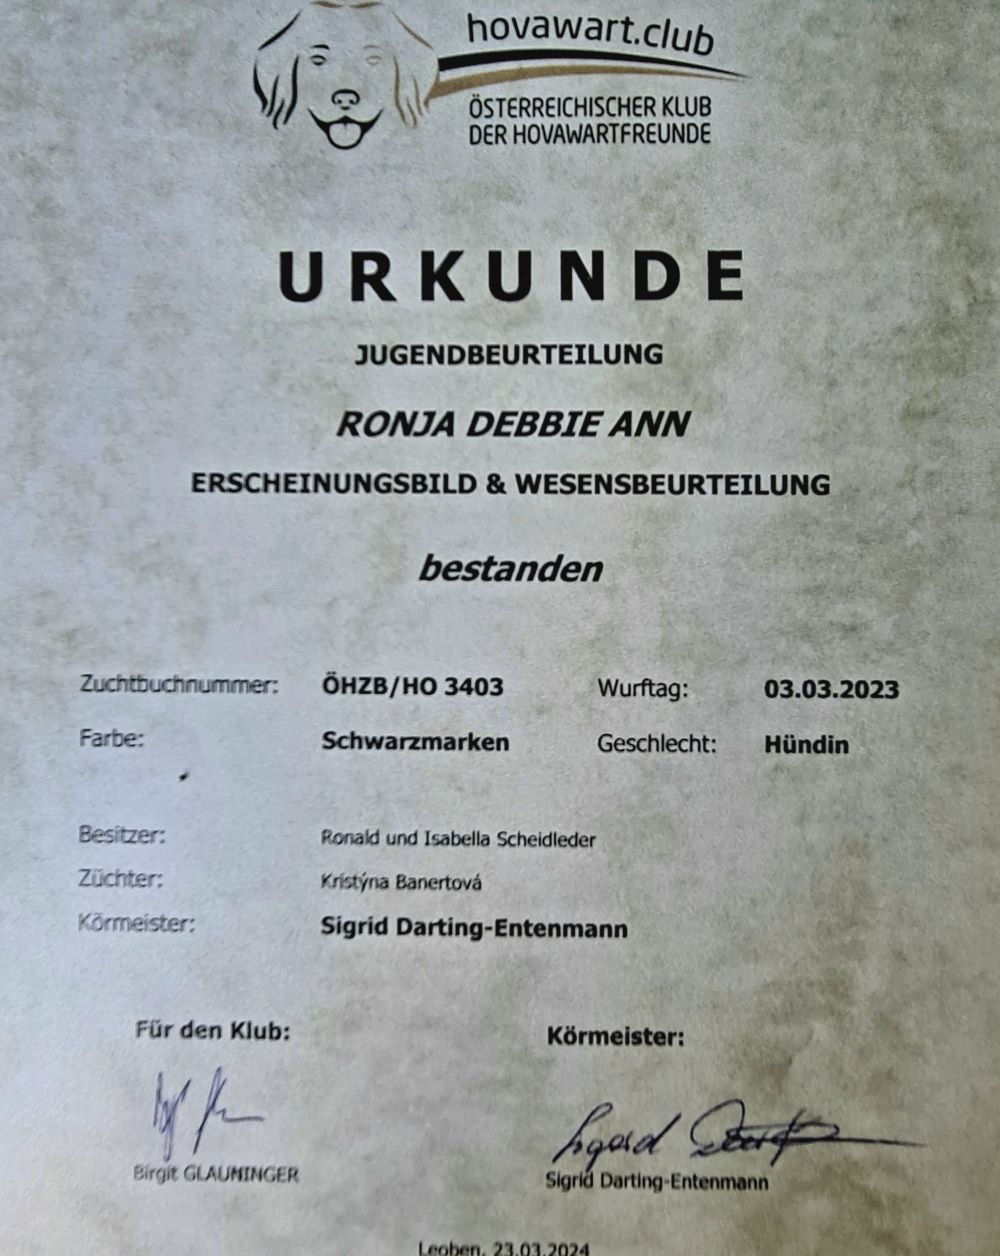 hovawart.club
ÖSTERREICHISCHER KLUB
DER HOVAWARTFREUNDE
URKUNDE
JUGENDBEURTEILUNG
RONJA DEBBIE ANN
ERSCHEINUNGSBILD & WESENSBEURTEILUNG
bestanden
Zuchtbuchnummer: ÖHZB/HO 3403 Wurftag: 03.03.2023
Farbe: Schwarzmarken Geschlecht: Hündin
Besitzer: Ronald und Isabella Scheidleder
Züchter: Kristýna Banertová
Körmeister: Sigrid Darting-Entenmann
Für den Klub: Körmeister:
Birgit GLAUNINGER Sigrid Darting-Entenmann
Leoben, 23.03.2024